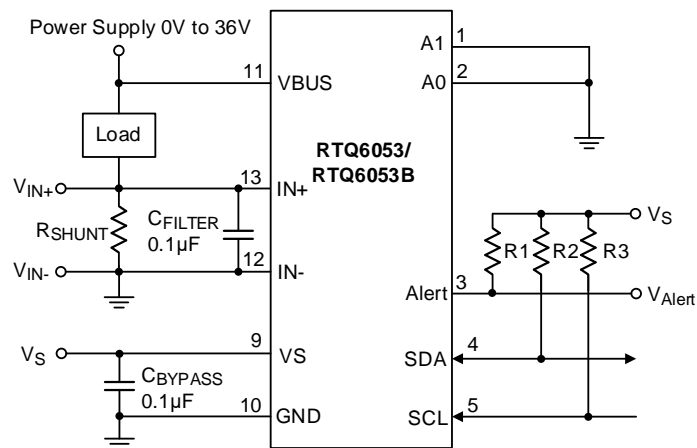 Power Supply 0V to 36V
11
VBUS
Load
RTQ6053/
RTQ6053B
A1
1
A0
2
VIN+
13
IN+
RSHUNT
CFILTER
0.1µF
VIN-
12
IN-
VS
9
VS
CBYPASS
0.1µF
10
GND
VS
R1
R2
R3
Alert
3
VAlert
SDA
4
SCL
5